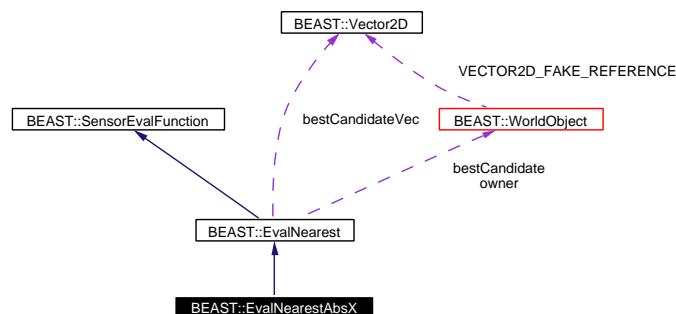 BEAST::Vector2D
VECTOR2D_FAKE_REFERENCE
BEAST::SensorEvalFunction
bestCandidateVec
BEAST::WorldObject
bestCandidate
owner
BEAST::EvalNearest
BEAST::EvalNearestAbsX